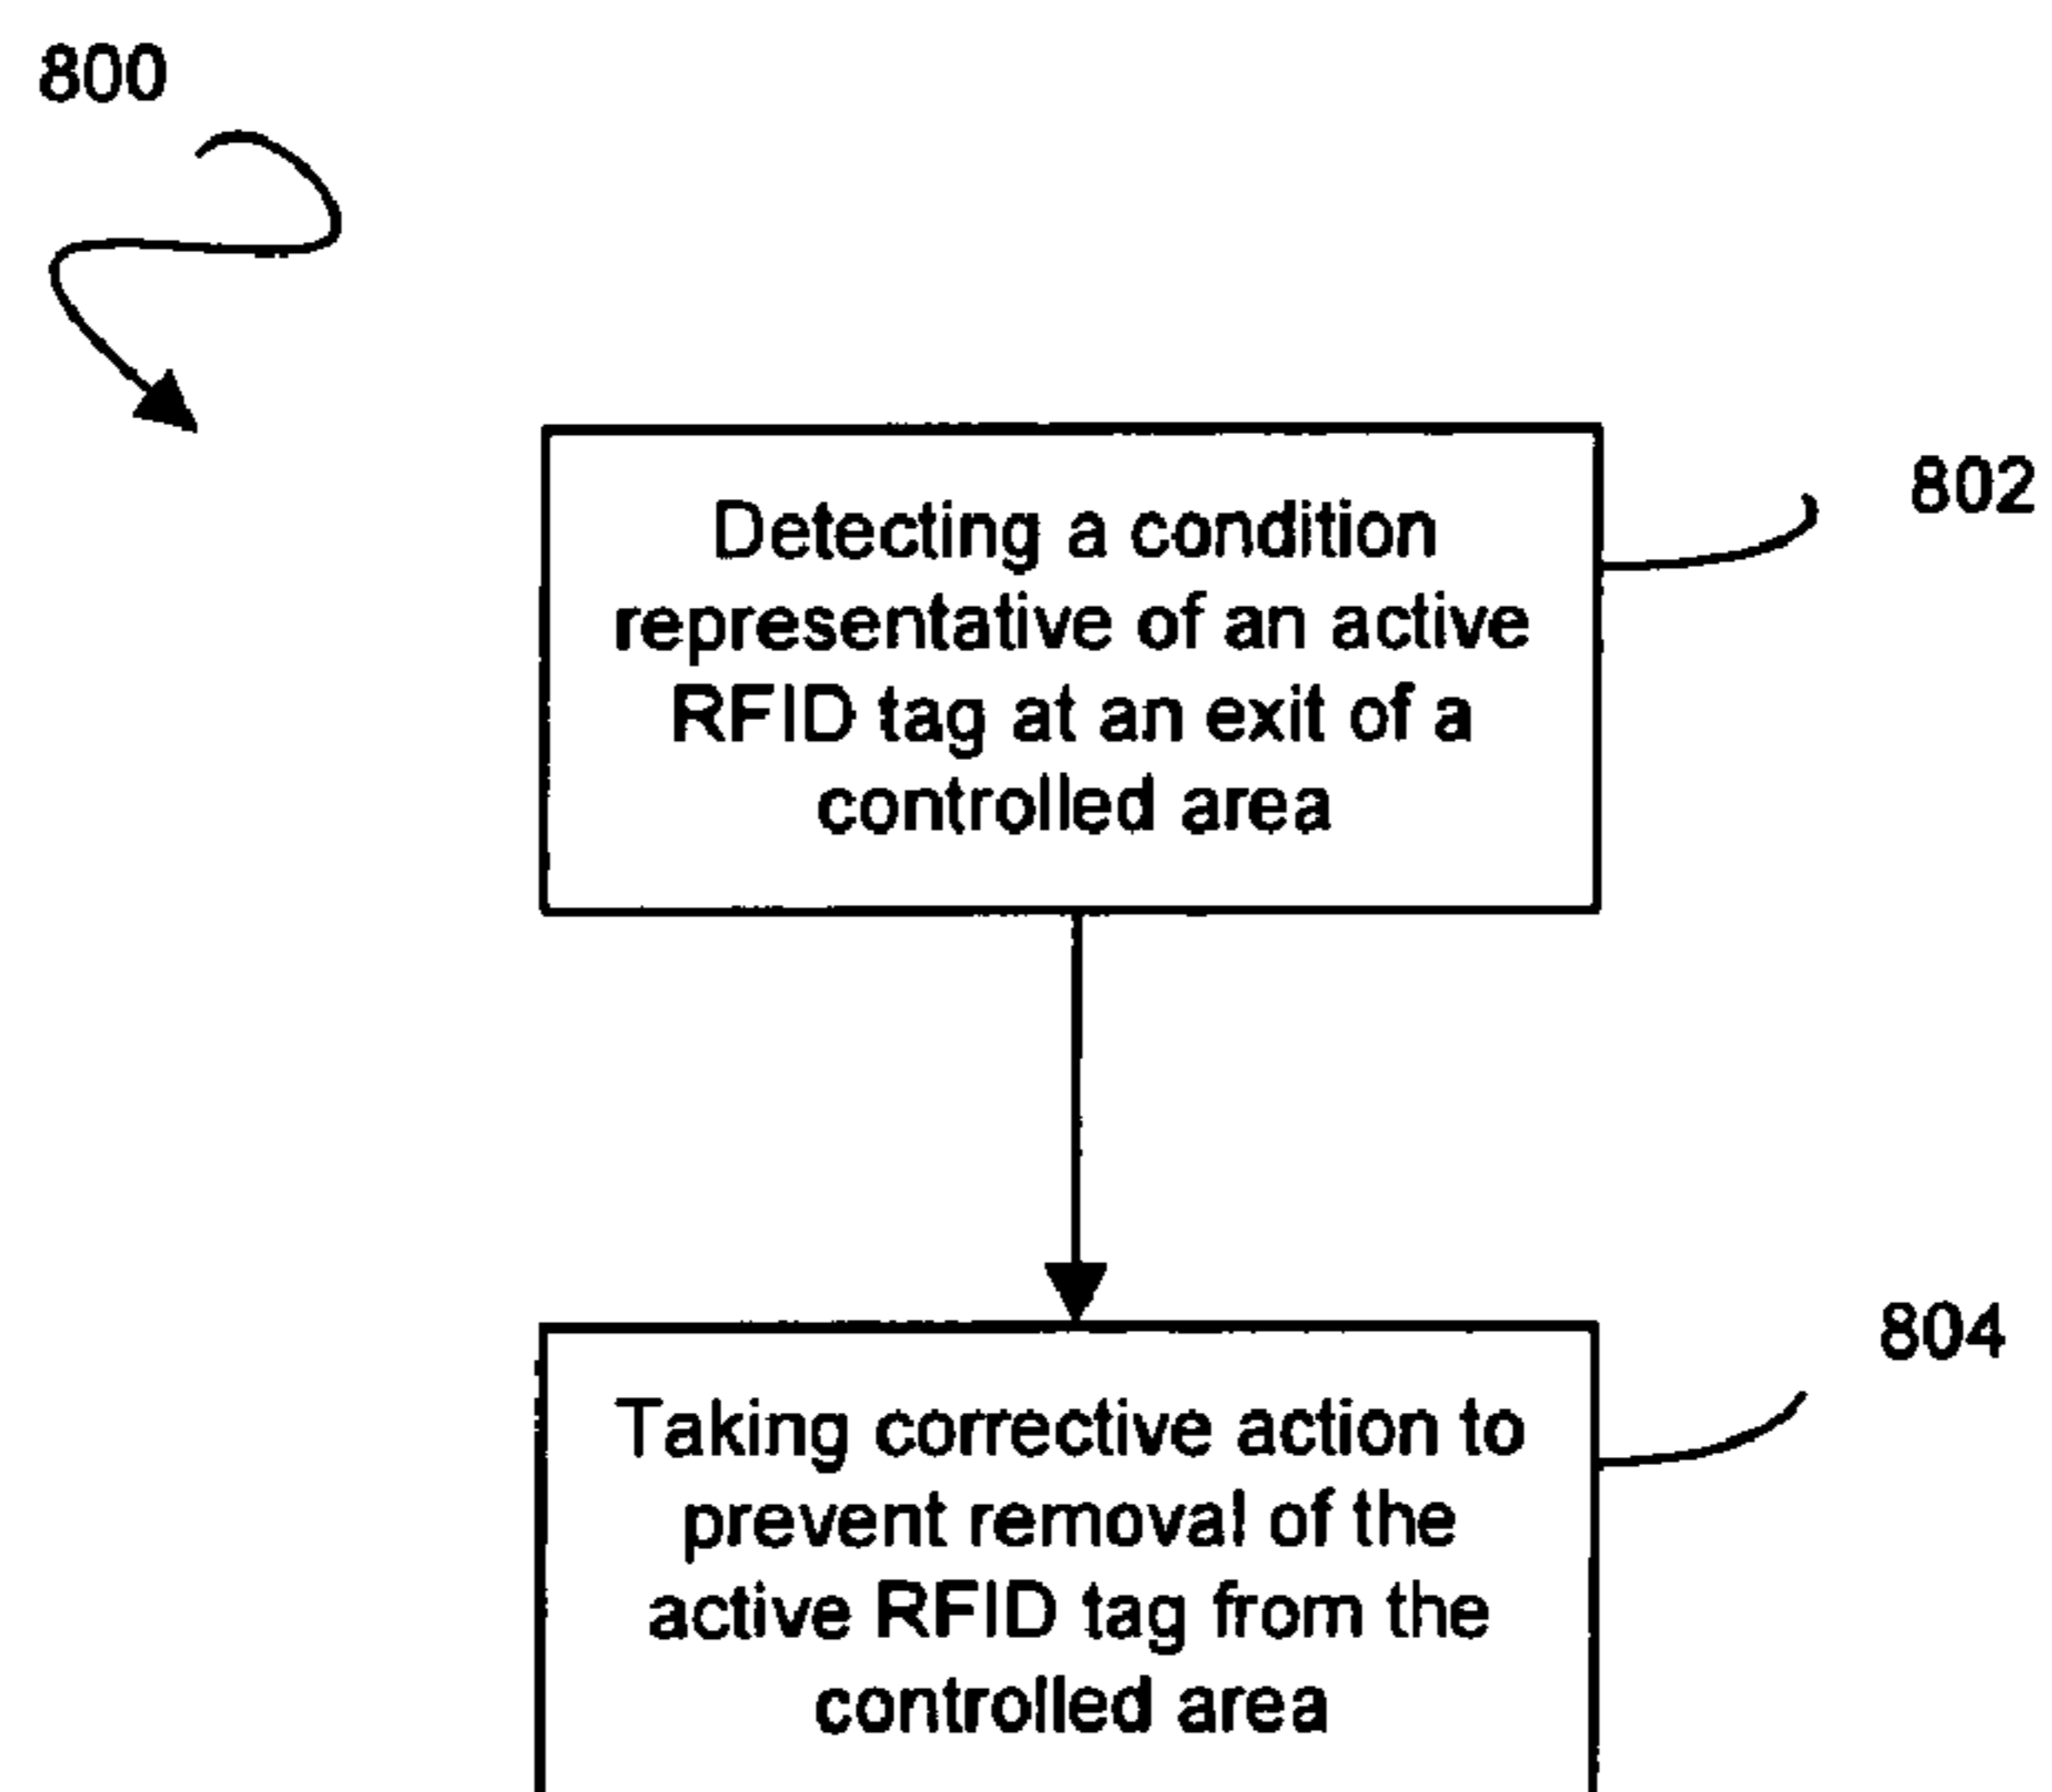 800
Detecting a condition
representative of an active
RFID tag at an exit of a
controlled area
802
Taking corrective action to
prevent removal of the
active RFID tag from the
controlled area
804